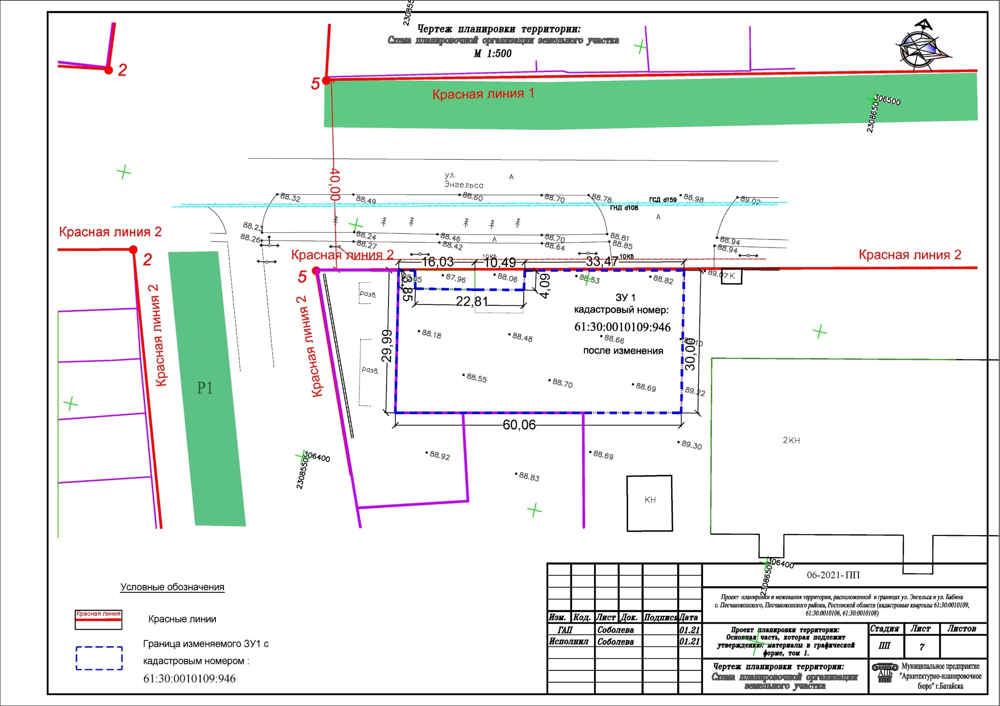 230855
Чертеж планировки территории:
Схема планировочной организации земельного участка
М 1:500
2
5
Красная линия 1
306500
2308650
40,00
ул.
Энгельса
А
88.32
88.49
88.60
88.70
88.78
ГСД d159
88.98
89.02
ГНД d108
А
88.23
88.24
88.46
88.70
88.81
88.94
88.26
88.27
88.42
А
88.64
88.85
88.94
Красная линия 2
2
Красная линия 2
10Кв
10Кв
Красная линия 2
16,03
10,49
33,47
5
88.05
87.96
88.06
88.53
88.82
89.07
К
3,85
4,09
22,81
разв.
ЗУ 1
кадастровый номер:
61:30:0010109:946
после изменения
Красная линия 2
Красная линия 2
88.18
88.48
88.66
89.10
29,99
30,00
разв.
Р1
88.55
88.70
88.69
89.22
60,06
2КН
89.30
88.92
88.69
88.83
306400
2308550
КН
306400
2308650
Условные обозначения
Красная линия
Красные линии
Граница изменяемого ЗУ1 с
кадастровым номером :
61:30:0010109:946
06-2021-ПП
Проект планировки и межевания территории, расположенной в границах ул. Энгельса и ул. Бабина
с. Песчанокопского, Песчанокопского района, Ростовской области (кадастровые кварталы 61:30:0010109,
61:30:0010106, 61:30:0010108)
Изм. Код. Лист Док. Подпись Дата
ГАП Соболева 01.21
Исполнил Соболева 01.21
Проект планировки территории:
Основная часть, которая подлежит
утверждению: материалы в графической
форме, том 1.
Стадия Лист Листов
ПП 7
Чертеж планировки территории:
Схема планировочной организации
земельного участка
АПБ
Муниципальное предприятие
"Архитектурно-планировочное
бюро" г.Батайска